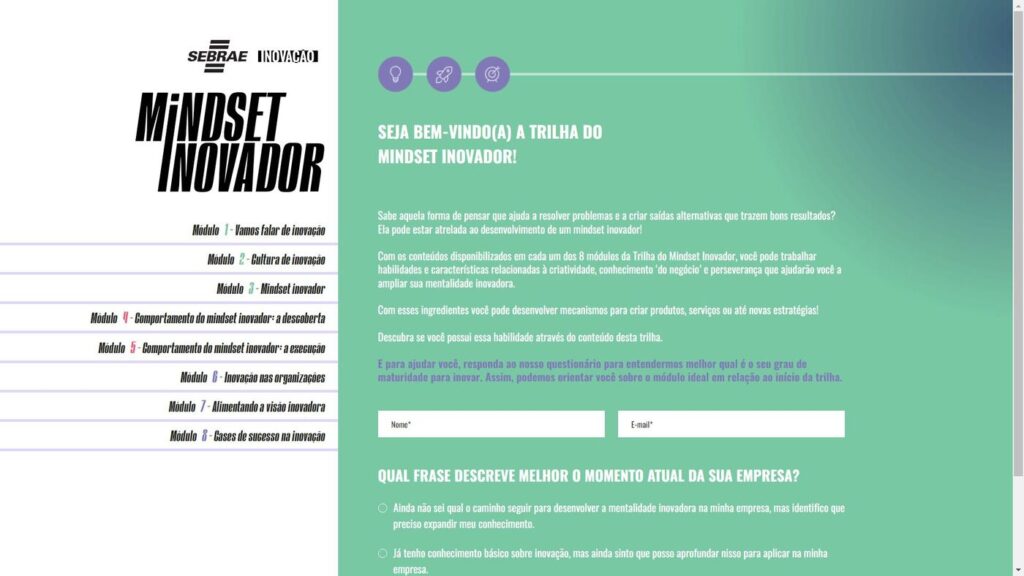 SEBRAE INOVAÇÃO
MiNDSET
INOVADOR
Módulo 1 - Vamos falar de inovação
Módulo 2 - Cultura de inovação
Módulo 3 - Mindset inovador
Módulo 4 - Comportamento do mindset inovador: a descoberta
Módulo 5 - Comportamento do mindset inovador: a execução
Módulo 6 - Inovação nas organizações
Módulo 7 - Alimentando a visão inovadora
Módulo 8 - Cases de sucesso na inovação
SEJA BEM-VINDO(A) A TRILHA DO
MINDSET INOVADOR!
Sabe aquela forma de pensar que ajuda a resolver problemas e a criar saídas alternativas que trazem bons resultados?
Ela pode estar atrelada ao desenvolvimento de um mindset inovador!
Com os conteúdos disponibilizados em cada um dos 8 módulos da Trilha do Mindset Inovador, você pode trabalhar
habilidades e características relacionadas à criatividade, conhecimento 'do negócio' e perseverança que ajudarão você a
ampliar sua mentalidade inovadora.
Com esses ingredientes você pode desenvolver mecanismos para criar produtos, serviços ou até novas estratégias!
Descubra se você possui essa habilidade através do conteúdo desta trilha.
E para ajudar você, responda ao nosso questionário para entendermos melhor qual é o seu grau de
maturidade para inovar. Assim, podemos orientar você sobre o módulo ideal em relação ao início da trilha.
Nome*
E-mail*
QUAL FRASE DESCREVE MELHOR O MOMENTO ATUAL DA SUA EMPRESA?
Ainda não sei qual o caminho seguir para desenvolver a mentalidade inovadora na minha empresa, mas identifico que
preciso expandir meu conhecimento.
Já tenho conhecimento básico sobre inovação, mas ainda sinto que posso aprofundar nisso para aplicar na minha
empresa.